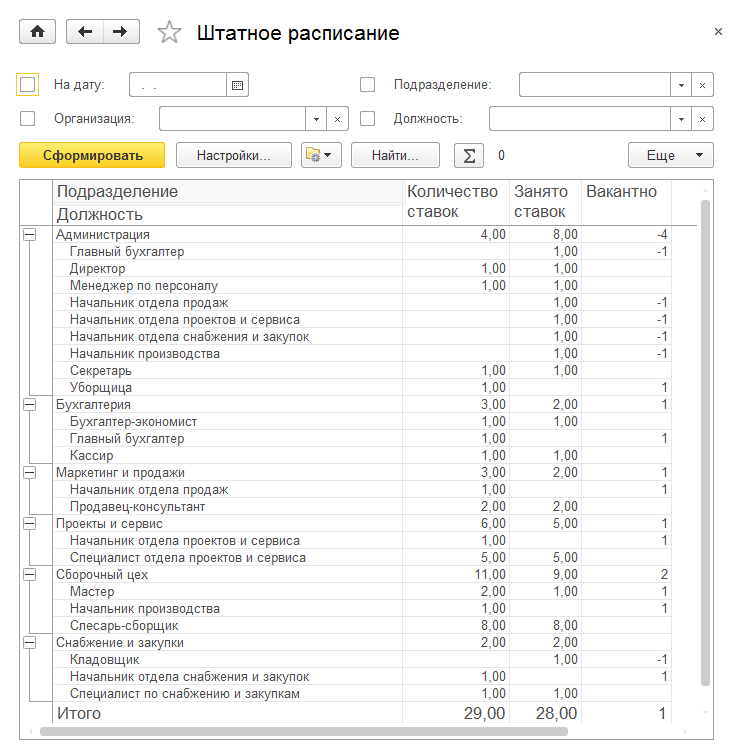 Штатное расписание
На дату: . . Подразделение:
Организация: Должность:
Сформировать Настройки... Найти... Σ 0 Еще
Подразделение Количество ставок Занято ставок Вакантно
Должность
Администрация 4,00 8,00 -4
Главный бухгалтер 1,00 -1
Директор 1,00 1,00
Менеджер по персоналу 1,00 1,00
Начальник отдела продаж 1,00 -1
Начальник отдела проектов и сервиса 1,00 -1
Начальник отдела снабжения и закупок 1,00 -1
Начальник производства 1,00 -1
Секретарь 1,00 1,00
Уборщица 1,00 1
Бухгалтерия 3,00 2,00 1
Бухгалтер-экономист 1,00 1,00
Главный бухгалтер 1,00 1
Кассир 1,00 1,00
Маркетинг и продажи 3,00 2,00 1
Начальник отдела продаж 1,00 1
Продавец-консультант 2,00 2,00
Проекты и сервис 6,00 5,00 1
Начальник отдела проектов и сервиса 1,00 1
Специалист отдела проектов и сервиса 5,00 5,00
Сборочный цех 11,00 9,00 2
Мастер 2,00 1,00 1
Начальник производства 1,00 1
Слесарь-сборщик 8,00 8,00
Снабжение и закупки 2,00 2,00
Кладовщик 1,00 -1
Начальник отдела снабжения и закупок 1,00 1
Специалист по снабжению и закупкам 1,00 1,00
Итого 29,00 28,00 1